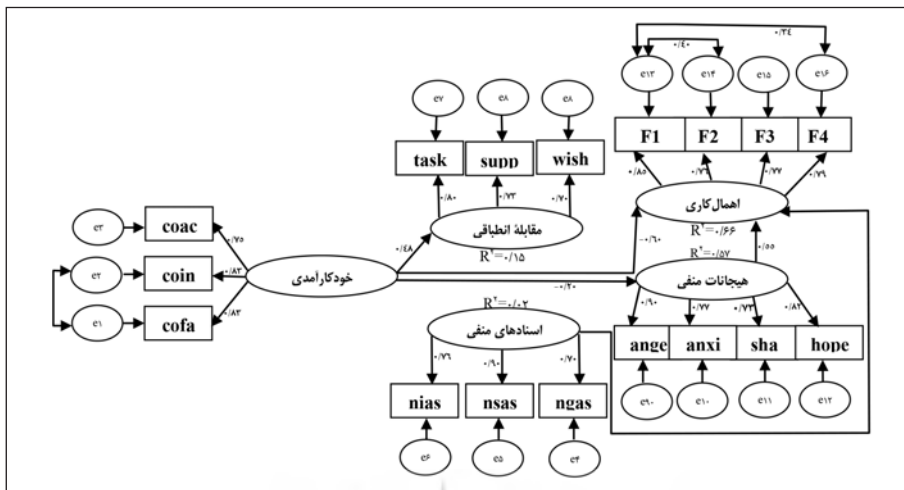 ۰/۳۴
۰/۴۰
e۱۳
e۱۴
e۱۵
e۱۶
F1
F2
F3
F4
۰/۸۵
۰/۷۶
۰/۷۷
۰/۷۹
اهمال‌کاری
R۲=۰/۶۶
e۷
e۸
e۸
task
supp
wish
۰/۸۰
۰/۷۳
۰/۷۰
مقابلهٔ انطباقی
R۲=۰/۱۵
e۳
coac
۰/۷۵
e۲
coin
۰/۸۳
e۱
cofa
۰/۸۳
خودکارآمدی
۰/۴۸
-۰/۶۰
-۰/۲۰
۰/۵۵
R۲=۰/۵۷
هیجانات منفی
۰/۹۰
۰/۷۷
۰/۷۳
۰/۸۲
ange
anxi
sha
hope
e۹۰
e۱۰
e۱۱
e۱۲
R۲=۰/۰۲
اسنادهای منفی
۰/۷۶
۰/۹۰
۰/۷۰
nias
nsas
ngas
e۶
e۵
e۴